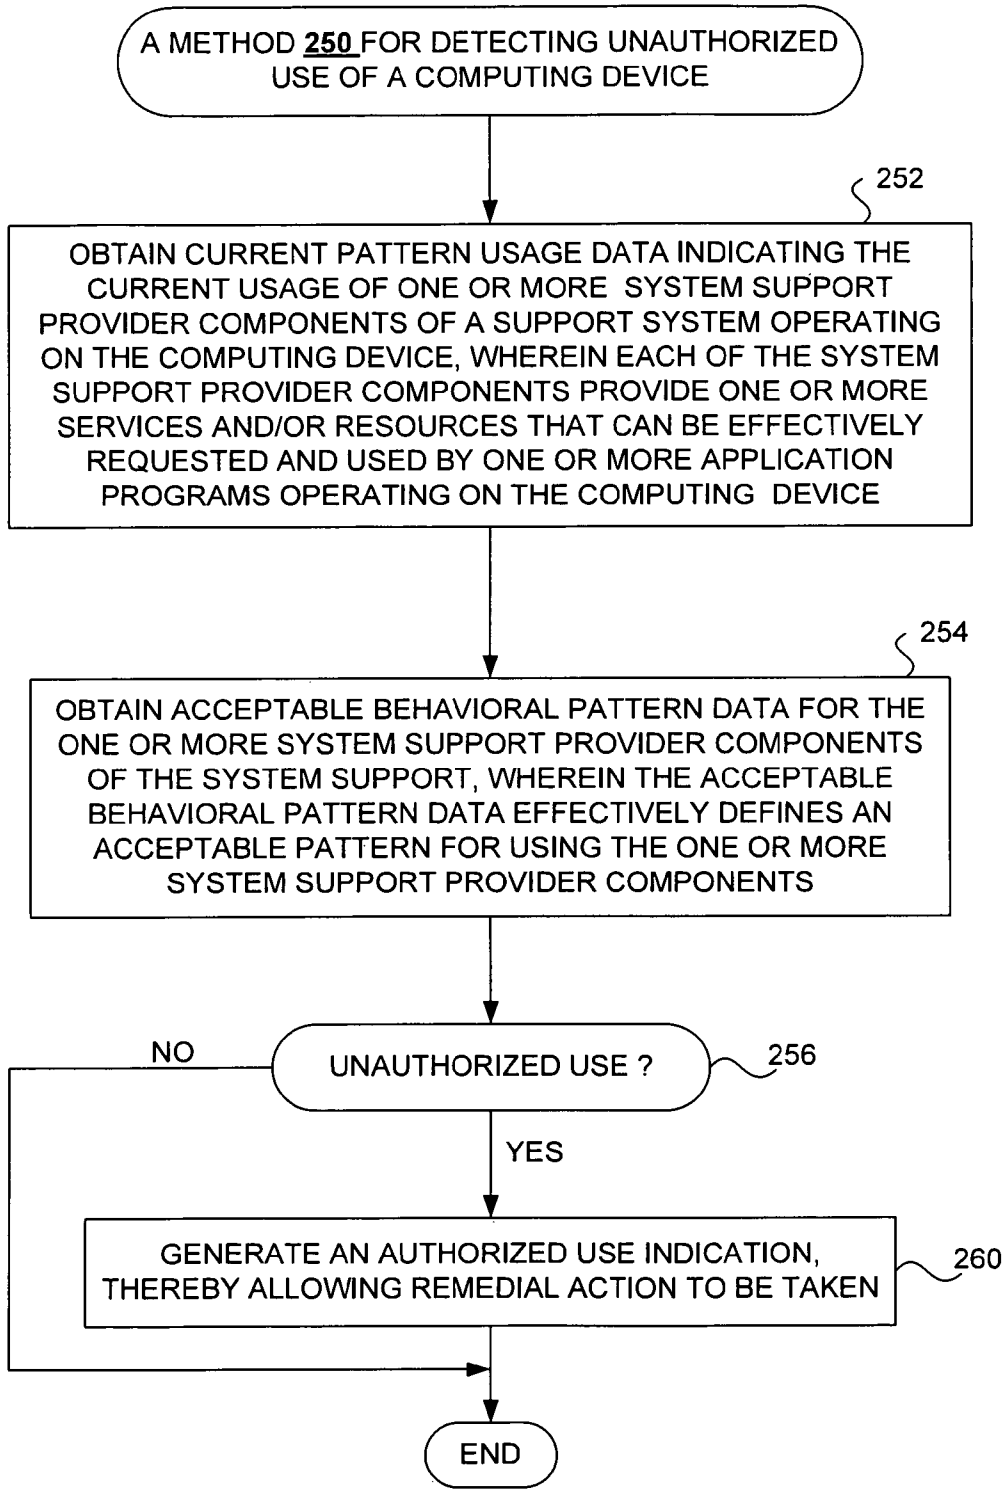 A METHOD 250 FOR DETECTING UNAUTHORIZED
USE OF A COMPUTING DEVICE
252
OBTAIN CURRENT PATTERN USAGE DATA INDICATING THE
CURRENT USAGE OF ONE OR MORE SYSTEM SUPPORT
PROVIDER COMPONENTS OF A SUPPORT SYSTEM OPERATING
ON THE COMPUTING DEVICE, WHEREIN EACH OF THE SYSTEM
SUPPORT PROVIDER COMPONENTS PROVIDE ONE OR MORE
SERVICES AND/OR RESOURCES THAT CAN BE EFFECTIVELY
REQUESTED AND USED BY ONE OR MORE APPLICATION
PROGRAMS OPERATING ON THE COMPUTING DEVICE
254
OBTAIN ACCEPTABLE BEHAVIORAL PATTERN DATA FOR THE
ONE OR MORE SYSTEM SUPPORT PROVIDER COMPONENTS
OF THE SYSTEM SUPPORT, WHEREIN THE ACCEPTABLE
BEHAVIORAL PATTERN DATA EFFECTIVELY DEFINES AN
ACCEPTABLE PATTERN FOR USING THE ONE OR MORE
SYSTEM SUPPORT PROVIDER COMPONENTS
NO
UNAUTHORIZED USE ?
256
YES
GENERATE AN AUTHORIZED USE INDICATION,
THEREBY ALLOWING REMEDIAL ACTION TO BE TAKEN
260
END